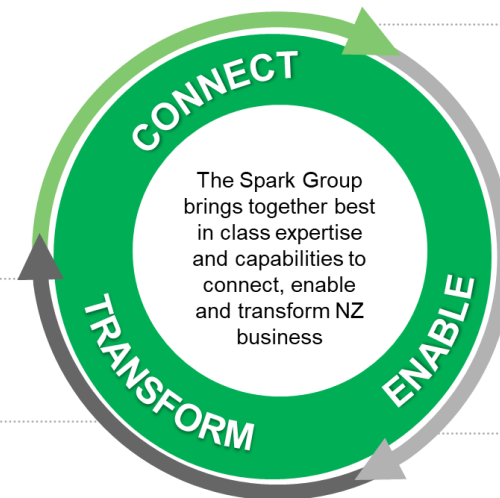 CONNECT
The Spark Group
brings together best
in class expertise
and capabilities to
connect, enable
and transform NZ
business
ENABLE
TRANSFORM